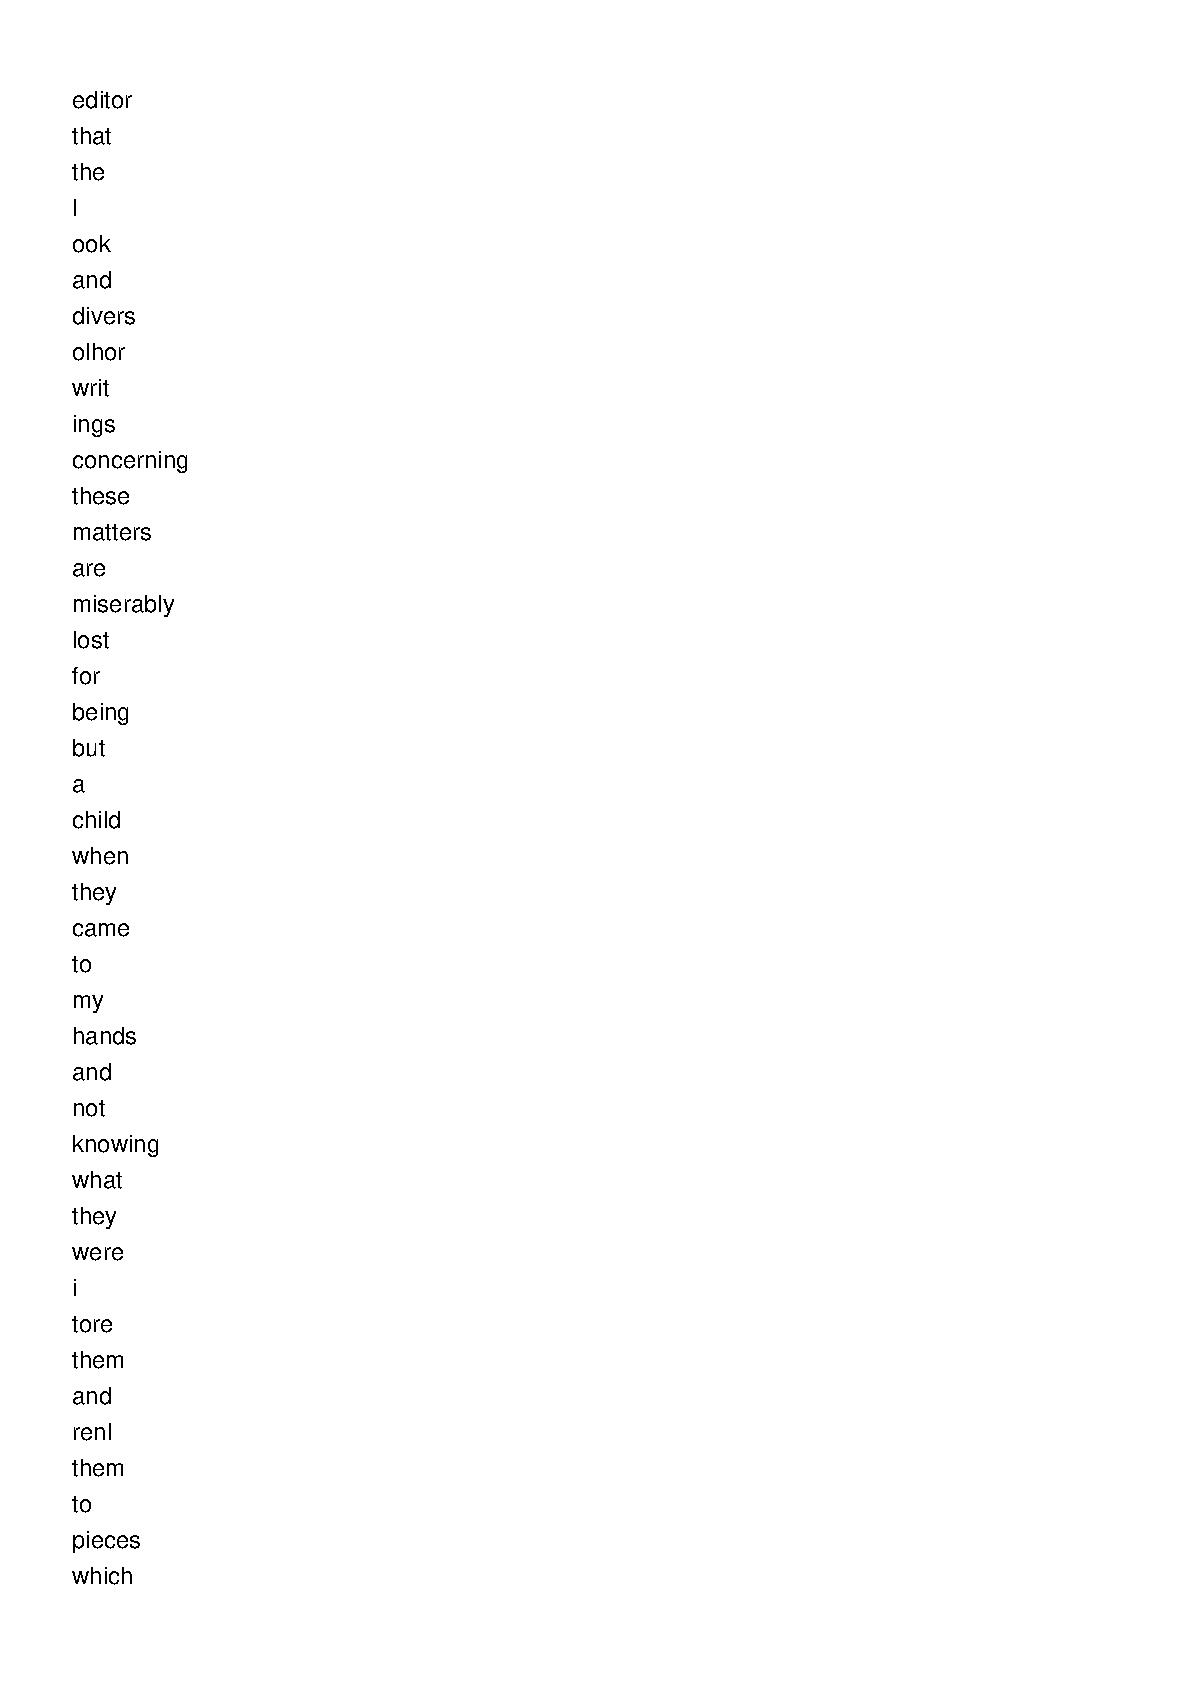 editor
that
the
l
ook
and
divers
olhor
writ
ings
concerning
these
matters
are
miserably
lost
for
being
but
a
child
when
they
came
to
my
hands
and
not
knowing
what
they
were
i
tore
them
and
renl
them
to
pieces
which